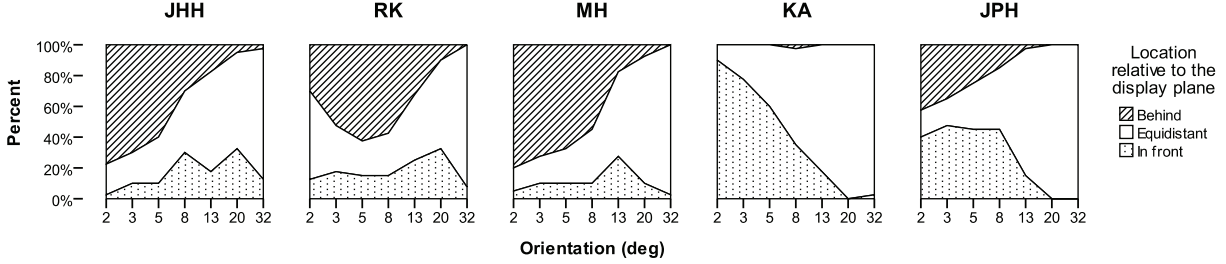 JHH RK MH KA JPH
100%
80%
60%
40%
20%
0%
Percent
2 3 5 8 13 20 32 2 3 5 8 13 20 32 2 3 5 8 13 20 32 2 3 5 8 13 20 32 2 3 5 8 13 20 32
Orientation (deg)
Location
relative to the
display plane
Behind
Equidistant
In front